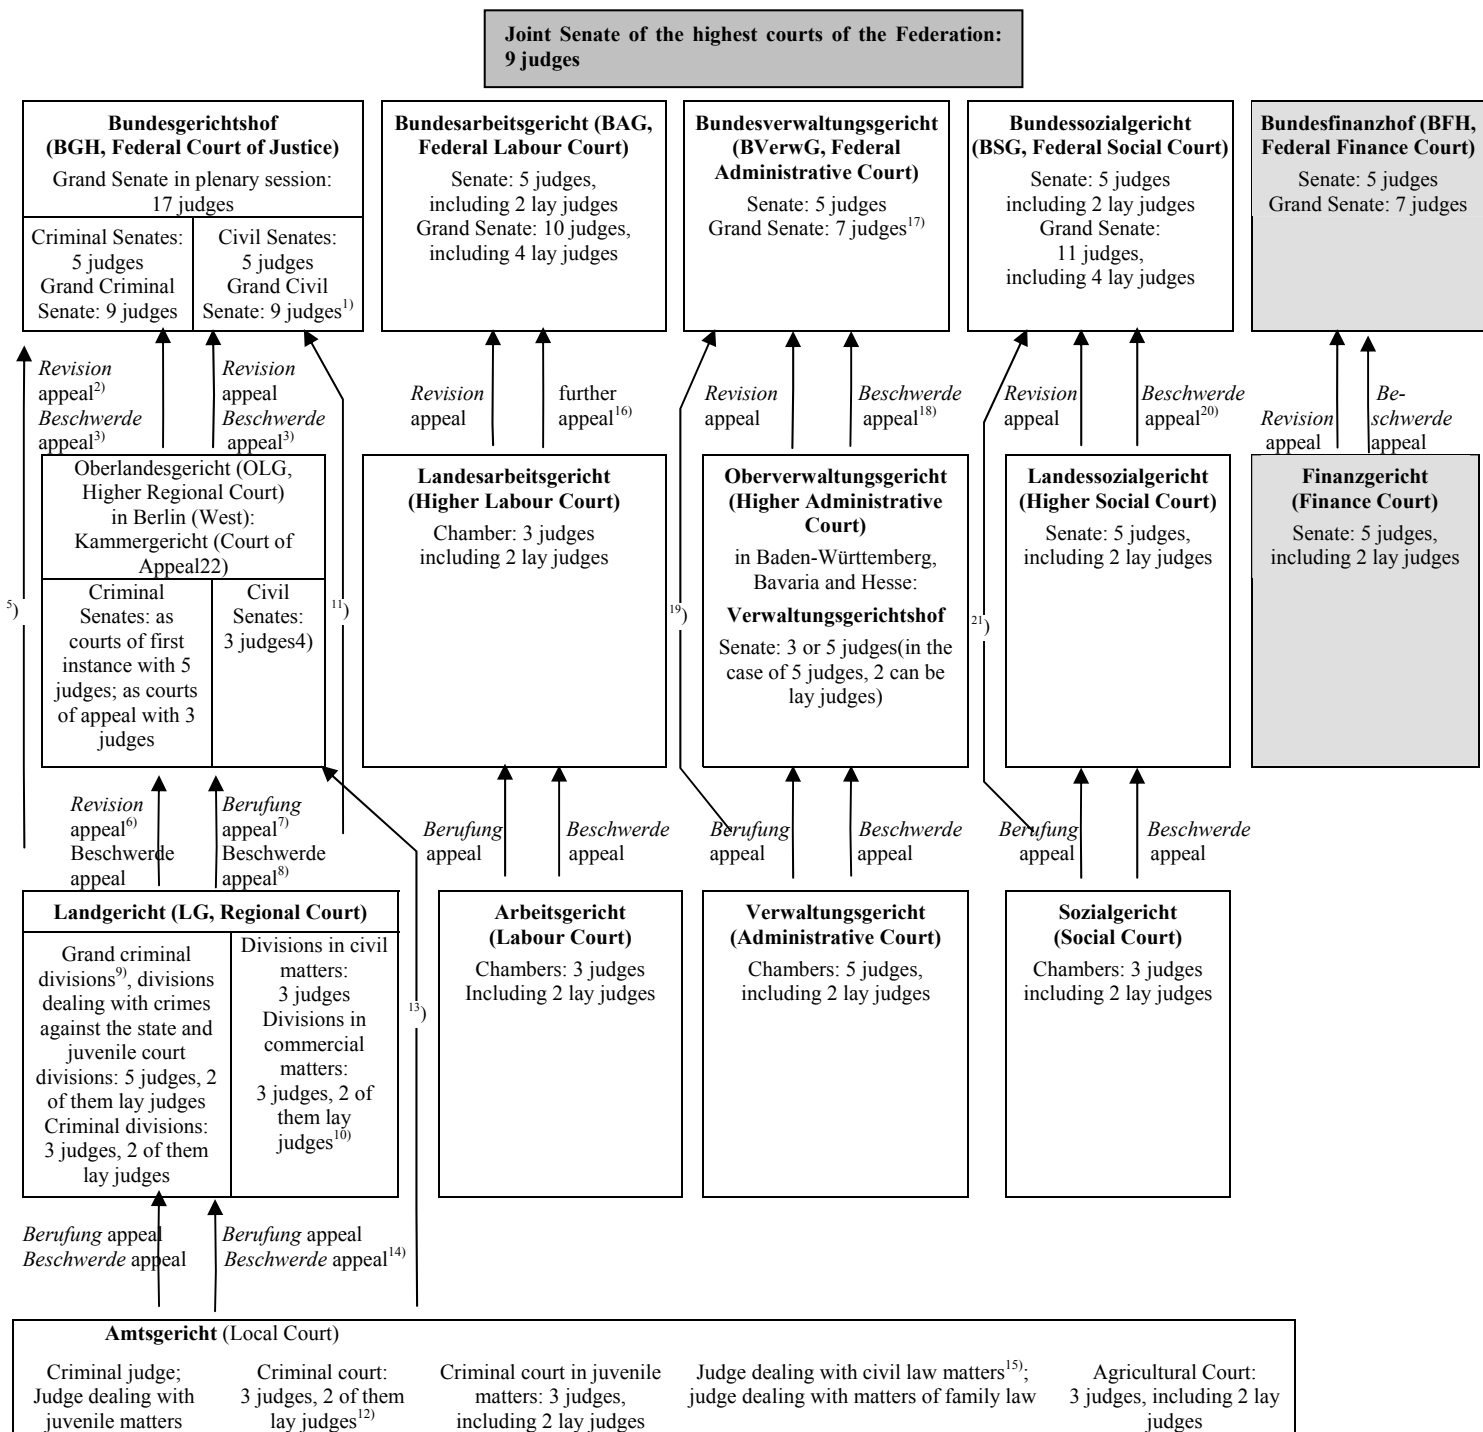 Joint Senate of the highest courts of the Federation:
9 judges
Bundesgerichtshof
(BGH, Federal Court of Justice)
Grand Senate in plenary session:
17 judges
Criminal Senates:
5 judges
Grand Criminal
Senate: 9 judges
Civil Senates:
5 judges
Grand Civil
Senate: 9 judges1)
Bundesarbeitsgericht (BAG,
Federal Labour Court)
Senate: 5 judges,
including 2 lay judges
Grand Senate: 10 judges,
including 4 lay judges
Bundesverwaltungsgericht
(BVerwG, Federal
Administrative Court)
Senate: 5 judges
Grand Senate: 7 judges17)
Bundessozialgericht
(BSG, Federal Social Court)
Senate: 5 judges
including 2 lay judges
Grand Senate:
11 judges,
including 4 lay judges
Bundesfinanzhof (BFH,
Federal Finance Court)
Senate: 5 judges
Grand Senate: 7 judges
Revision
appeal2)
Beschwerde
appeal3)
Revision
appeal
Beschwerde
appeal3)
Revision
appeal
further
appeal16)
Revision
appeal
Beschwerde
appeal18)
Revision
appeal
Beschwerde
appeal20)
Revision
appeal
Be-
schwerde
appeal
Oberlandesgericht (OLG,
Higher Regional Court)
in Berlin (West):
Kammergericht (Court of
Appeal22)
Criminal
Senates: as
courts of first
instance with 5
judges; as courts
of appeal with 3
judges
Civil
Senates:
3 judges4)
Landesarbeitsgericht
(Higher Labour Court)
Chamber: 3 judges
including 2 lay judges
Oberverwaltungsgericht
(Higher Administrative
Court)
in Baden-Württemberg,
Bavaria and Hesse:
Verwaltungsgerichtshof
Senate: 3 or 5 judges(in the
case of 5 judges, 2 can be
lay judges)
Landessozialgericht
(Higher Social Court)
Senate: 5 judges,
including 2 lay judges
Finanzgericht
(Finance Court)
Senate: 5 judges,
including 2 lay judges
5)
11)
19)
21)
Revision
appeal6)
Beschwerde
appeal
Berufung
appeal7)
Beschwerde
appeal8)
Berufung
appeal
Beschwerde
appeal
Berufung
appeal
Beschwerde
appeal
Berufung
appeal
Beschwerde
appeal
Landgericht (LG, Regional Court)
Grand criminal
divisions9), divisions
dealing with crimes
against the state and
juvenile court
divisions: 5 judges, 2
of them lay judges
Criminal divisions:
3 judges, 2 of them
lay judges
Divisions in civil
matters:
3 judges
Divisions in
commercial
matters:
3 judges, 2 of
them lay
judges10)
13)
Arbeitsgericht
(Labour Court)
Chambers: 3 judges
Including 2 lay judges
Verwaltungsgericht
(Administrative Court)
Chambers: 5 judges,
including 2 lay judges
Sozialgericht
(Social Court)
Chambers: 3 judges
including 2 lay judges
Berufung appeal
Beschwerde appeal
Berufung appeal
Beschwerde appeal14)
Amtsgericht (Local Court)
Criminal judge;
Judge dealing with
juvenile matters
Criminal court:
3 judges, 2 of them
lay judges12)
Criminal court in juvenile
matters: 3 judges,
including 2 lay judges
Judge dealing with civil law matters15);
judge dealing with matters of family law
Agricultural Court:
3 judges, including 2 lay
judges